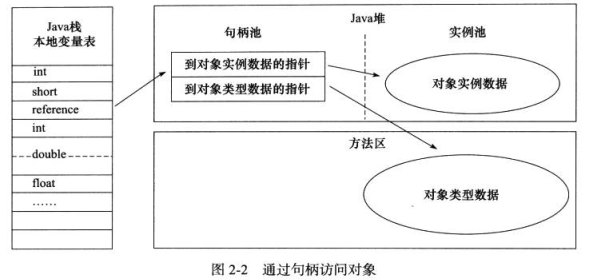 Java栈
本地变量表
int
short
reference
int
double
float
……
Java堆
句柄池
实例池
到对象实例数据的指针
到对象类型数据的指针
对象实例数据
方法区
对象类型数据
图 2-2 通过句柄访问对象